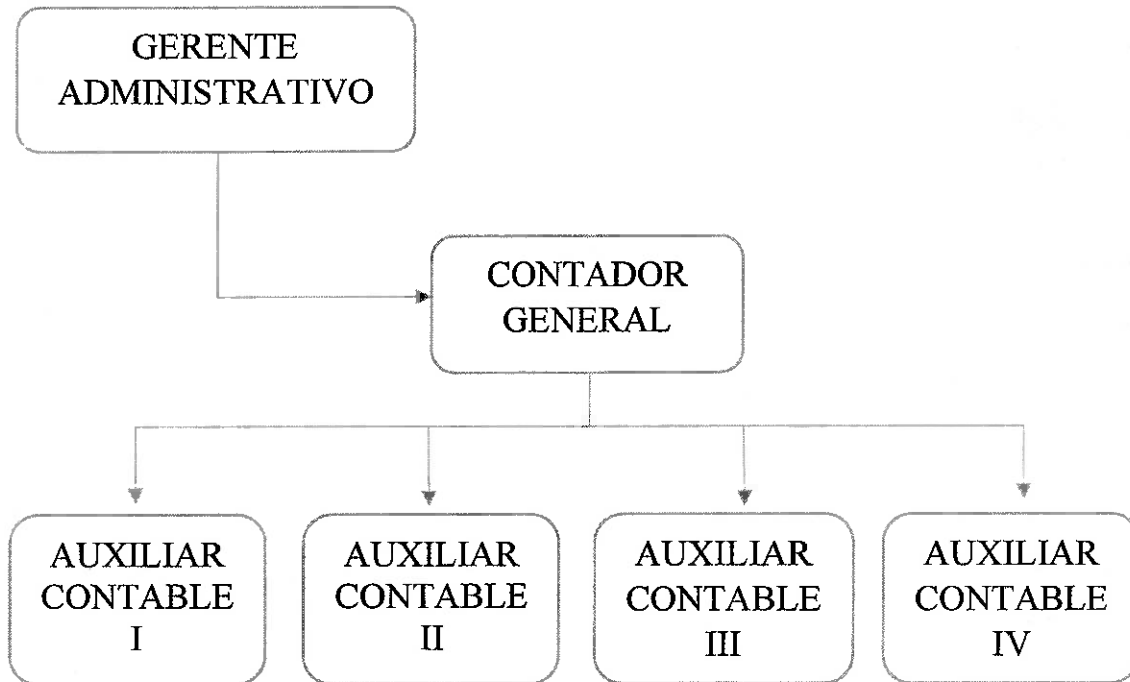 GERENTE
ADMINISTRATIVO
CONTADOR
GENERAL
AUXILIAR
CONTABLE
I
AUXILIAR
CONTABLE
II
AUXILIAR
CONTABLE
III
AUXILIAR
CONTABLE
IV